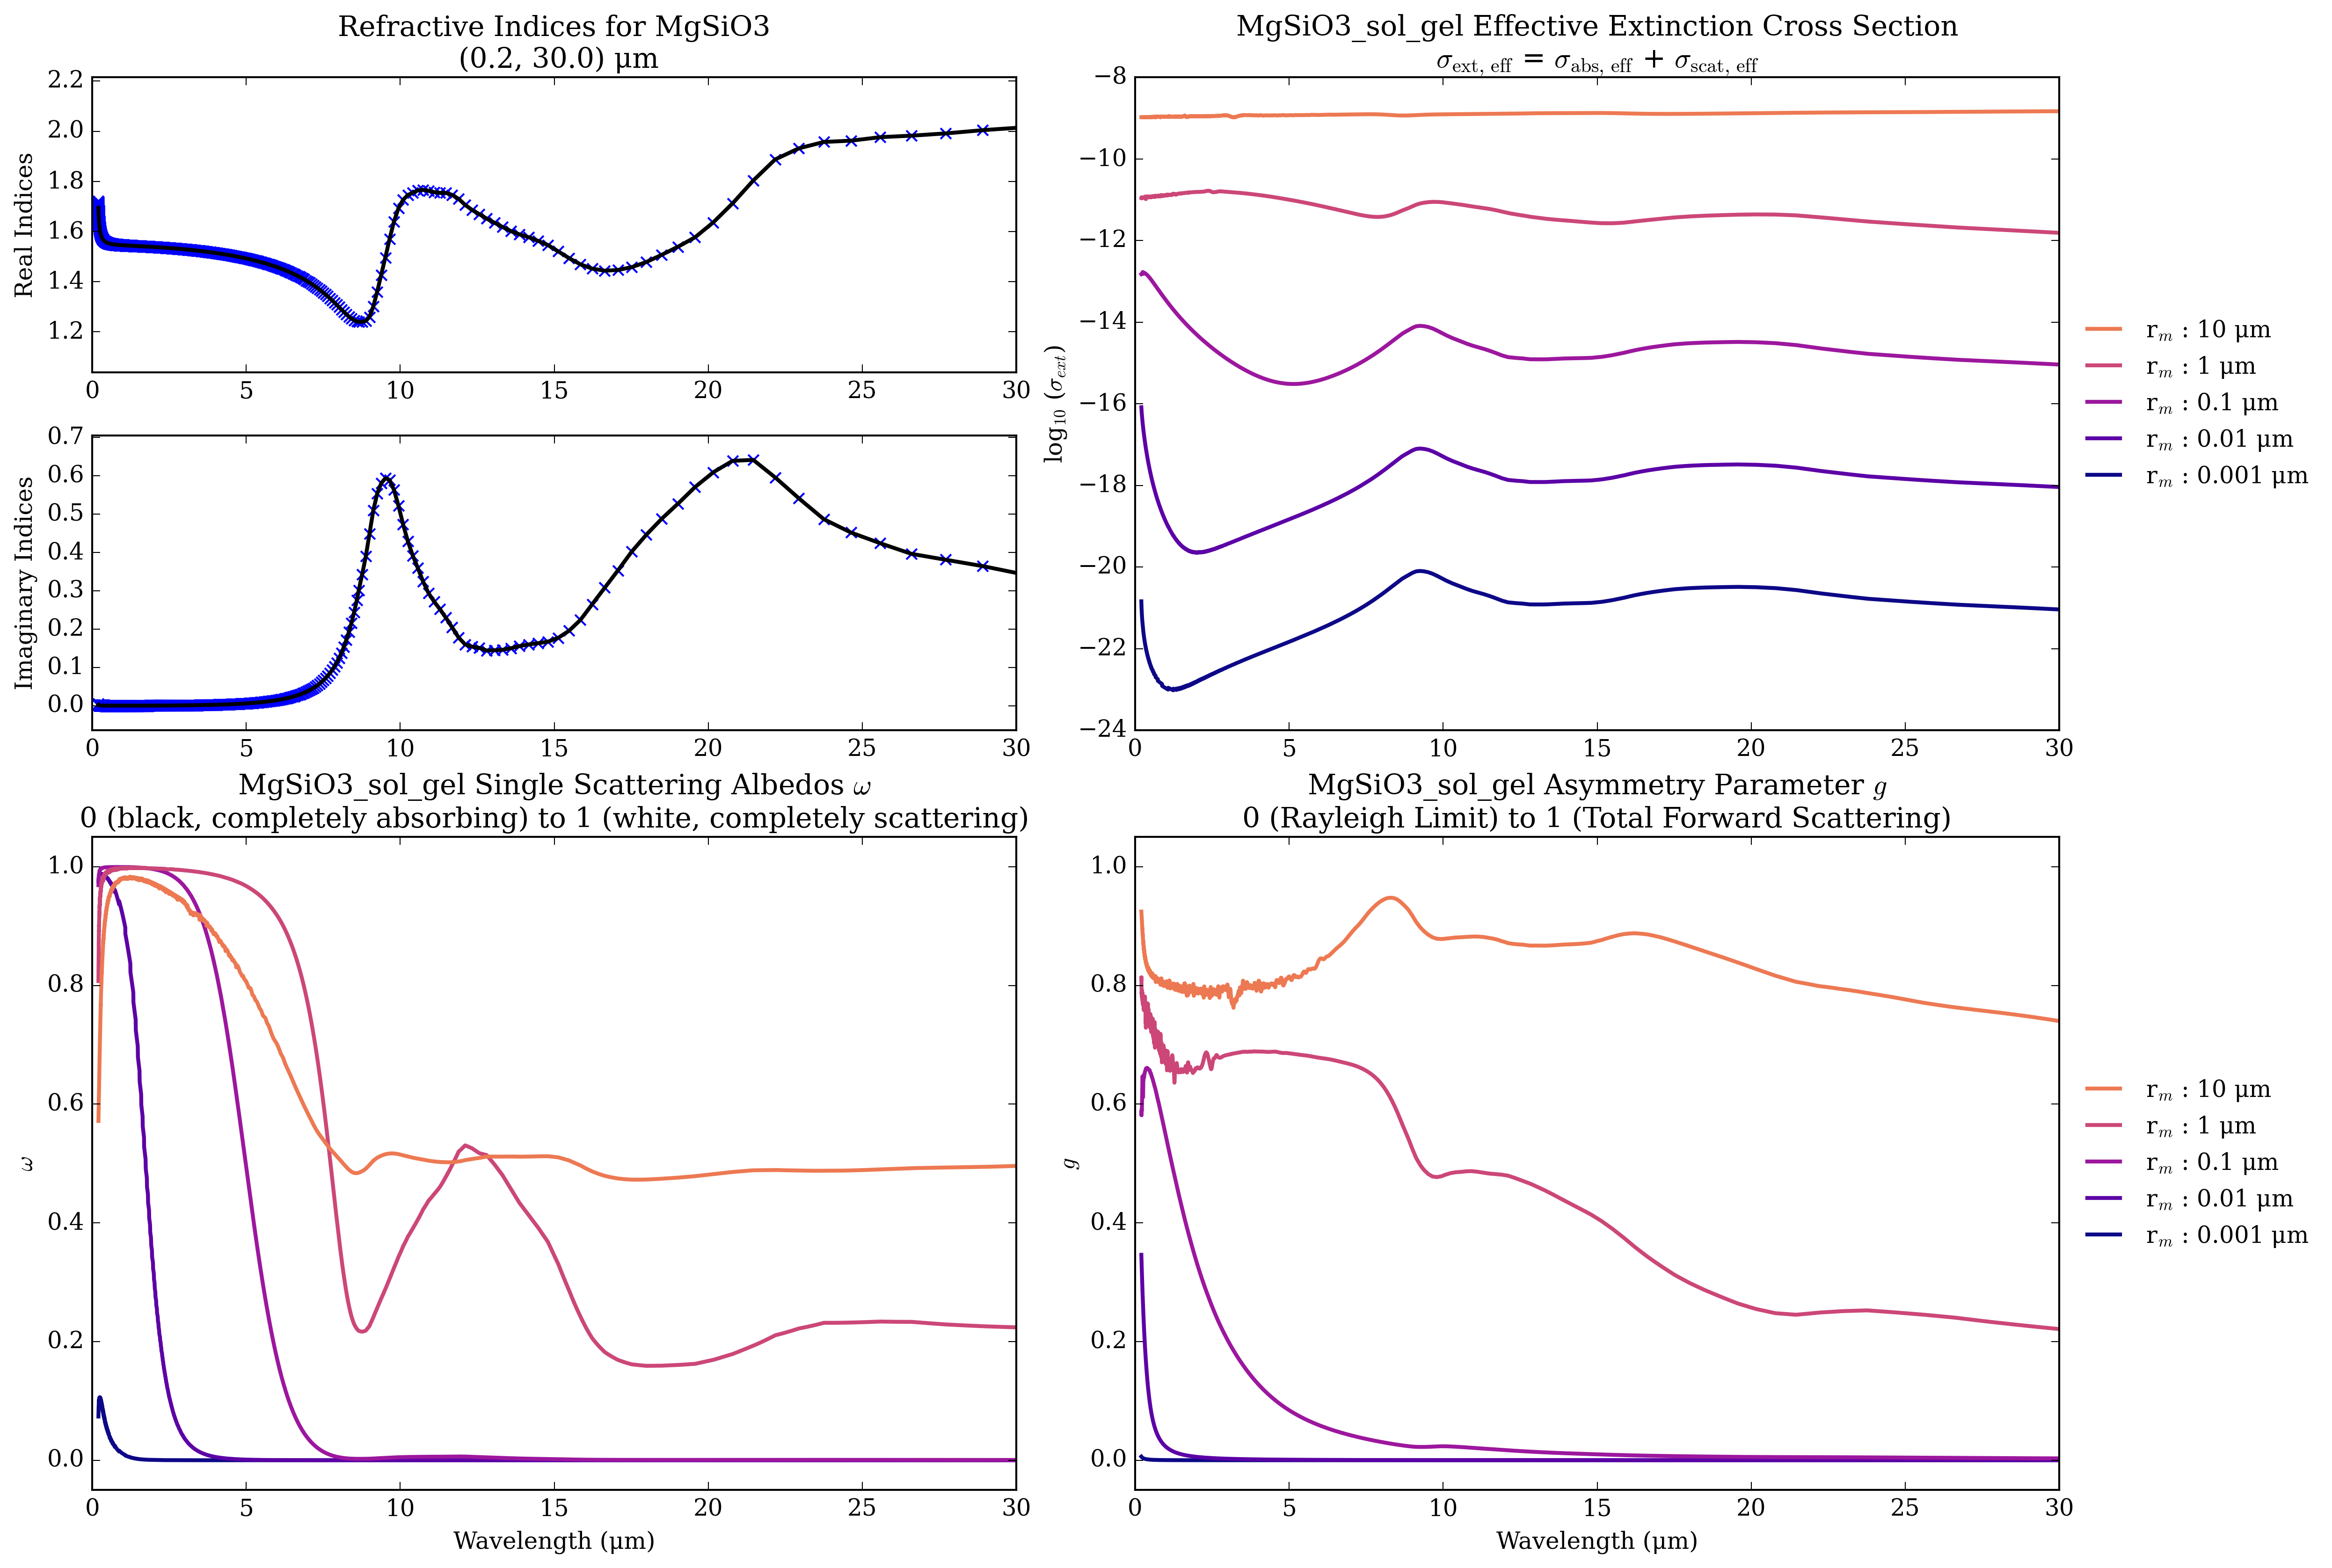 Refractive Indices for MgSiO3
(0.2, 30.0) μm
Real Indices
2.2
2.0
1.8
1.6
1.4
1.2
0 5 10 15 20 25 30
Imaginary Indices
0.7
0.6
0.5
0.4
0.3
0.2
0.1
0.0
0 5 10 15 20 25 30
MgSiO3_sol_gel Effective Extinction Cross Section
σext, eff = σabs, eff + σscat, eff
log10 (σext)
−8
−10
−12
−14
−16
−18
−20
−22
−24
0 5 10 15 20 25 30
rm : 10 μm
rm : 1 μm
rm : 0.1 μm
rm : 0.01 μm
rm : 0.001 μm
MgSiO3_sol_gel Single Scattering Albedos ω
0 (black, completely absorbing) to 1 (white, completely scattering)
ω
1.0
0.8
0.6
0.4
0.2
0.0
0 5 10 15 20 25 30
Wavelength (μm)
MgSiO3_sol_gel Asymmetry Parameter g
0 (Rayleigh Limit) to 1 (Total Forward Scattering)
g
1.0
0.8
0.6
0.4
0.2
0.0
0 5 10 15 20 25 30
Wavelength (μm)
rm : 10 μm
rm : 1 μm
rm : 0.1 μm
rm : 0.01 μm
rm : 0.001 μm